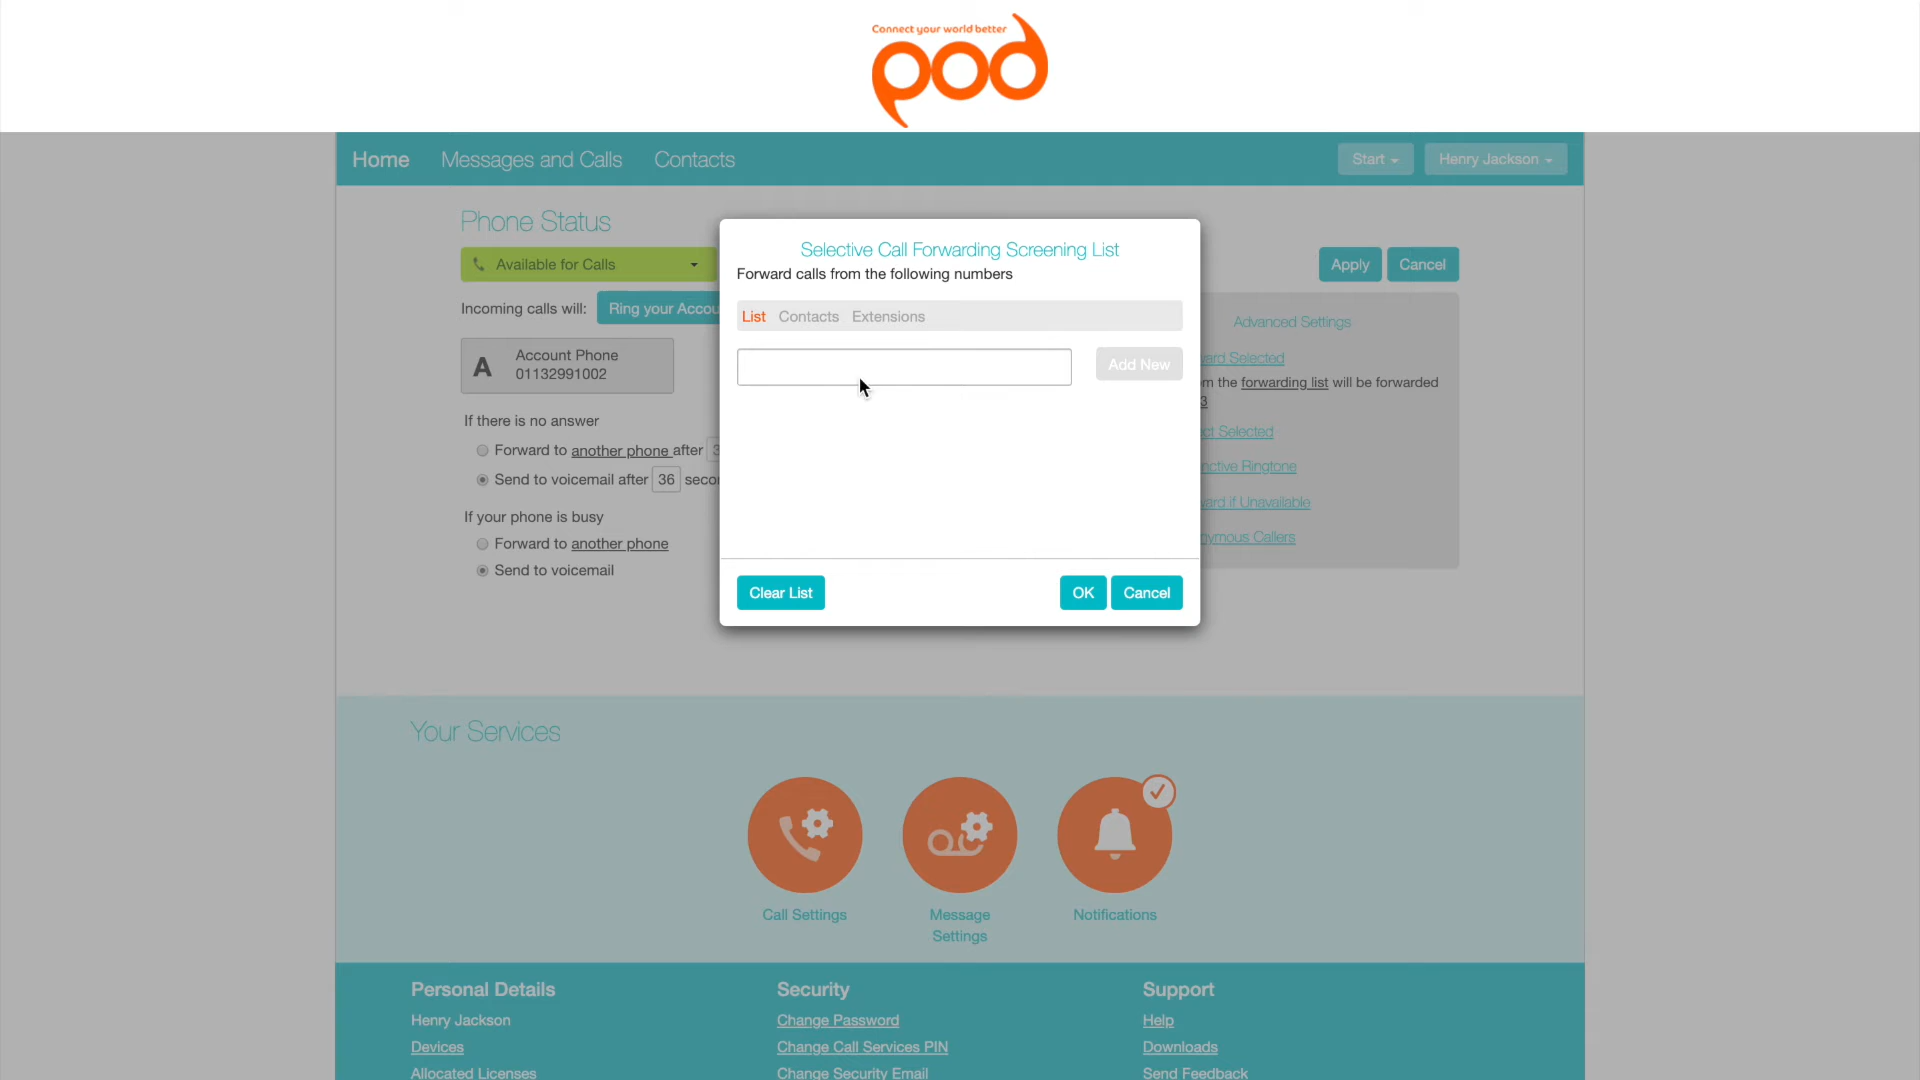 Connect your world better
pod
Home
Messages and Calls
Contacts
Start
Henry Jackson
Phone Status
Available for Calls
Incoming calls will:
Ring your Accou
A
Account Phone
01132991002
If there is no answer
Forward to another phone after 3
Send to voicemail after 36 secon
If your phone is busy
Forward to another phone
Send to voicemail
Selective Call Forwarding Screening List
Forward calls from the following numbers
List
Contacts
Extensions
Add New
Clear List
OK
Cancel
Apply
Cancel
Advanced Settings
ard Selected
m the forwarding list will be forwarded
3
ct Selected
nctive Ringtone
ard if Unavailable
nymous Callers
Your Services
Call Settings
Message
Settings
Notifications
Personal Details
Henry Jackson
Devices
Allocated Licenses
Security
Change Password
Change Call Services PIN
Change Security Email
Support
Help
Downloads
Send Feedback